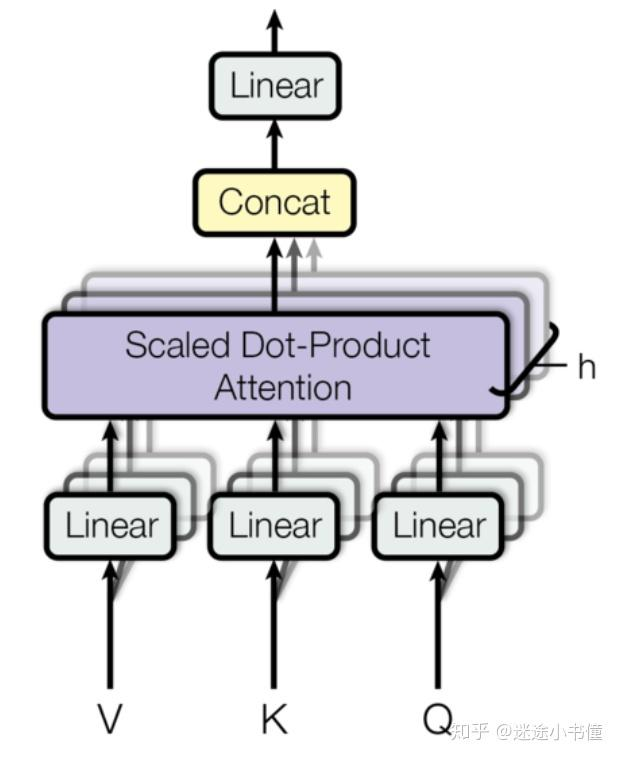 Linear
Concat
Scaled Dot-Product
Attention
h
Linear Linear Linear
V K Q
知乎 @迷途小书僮